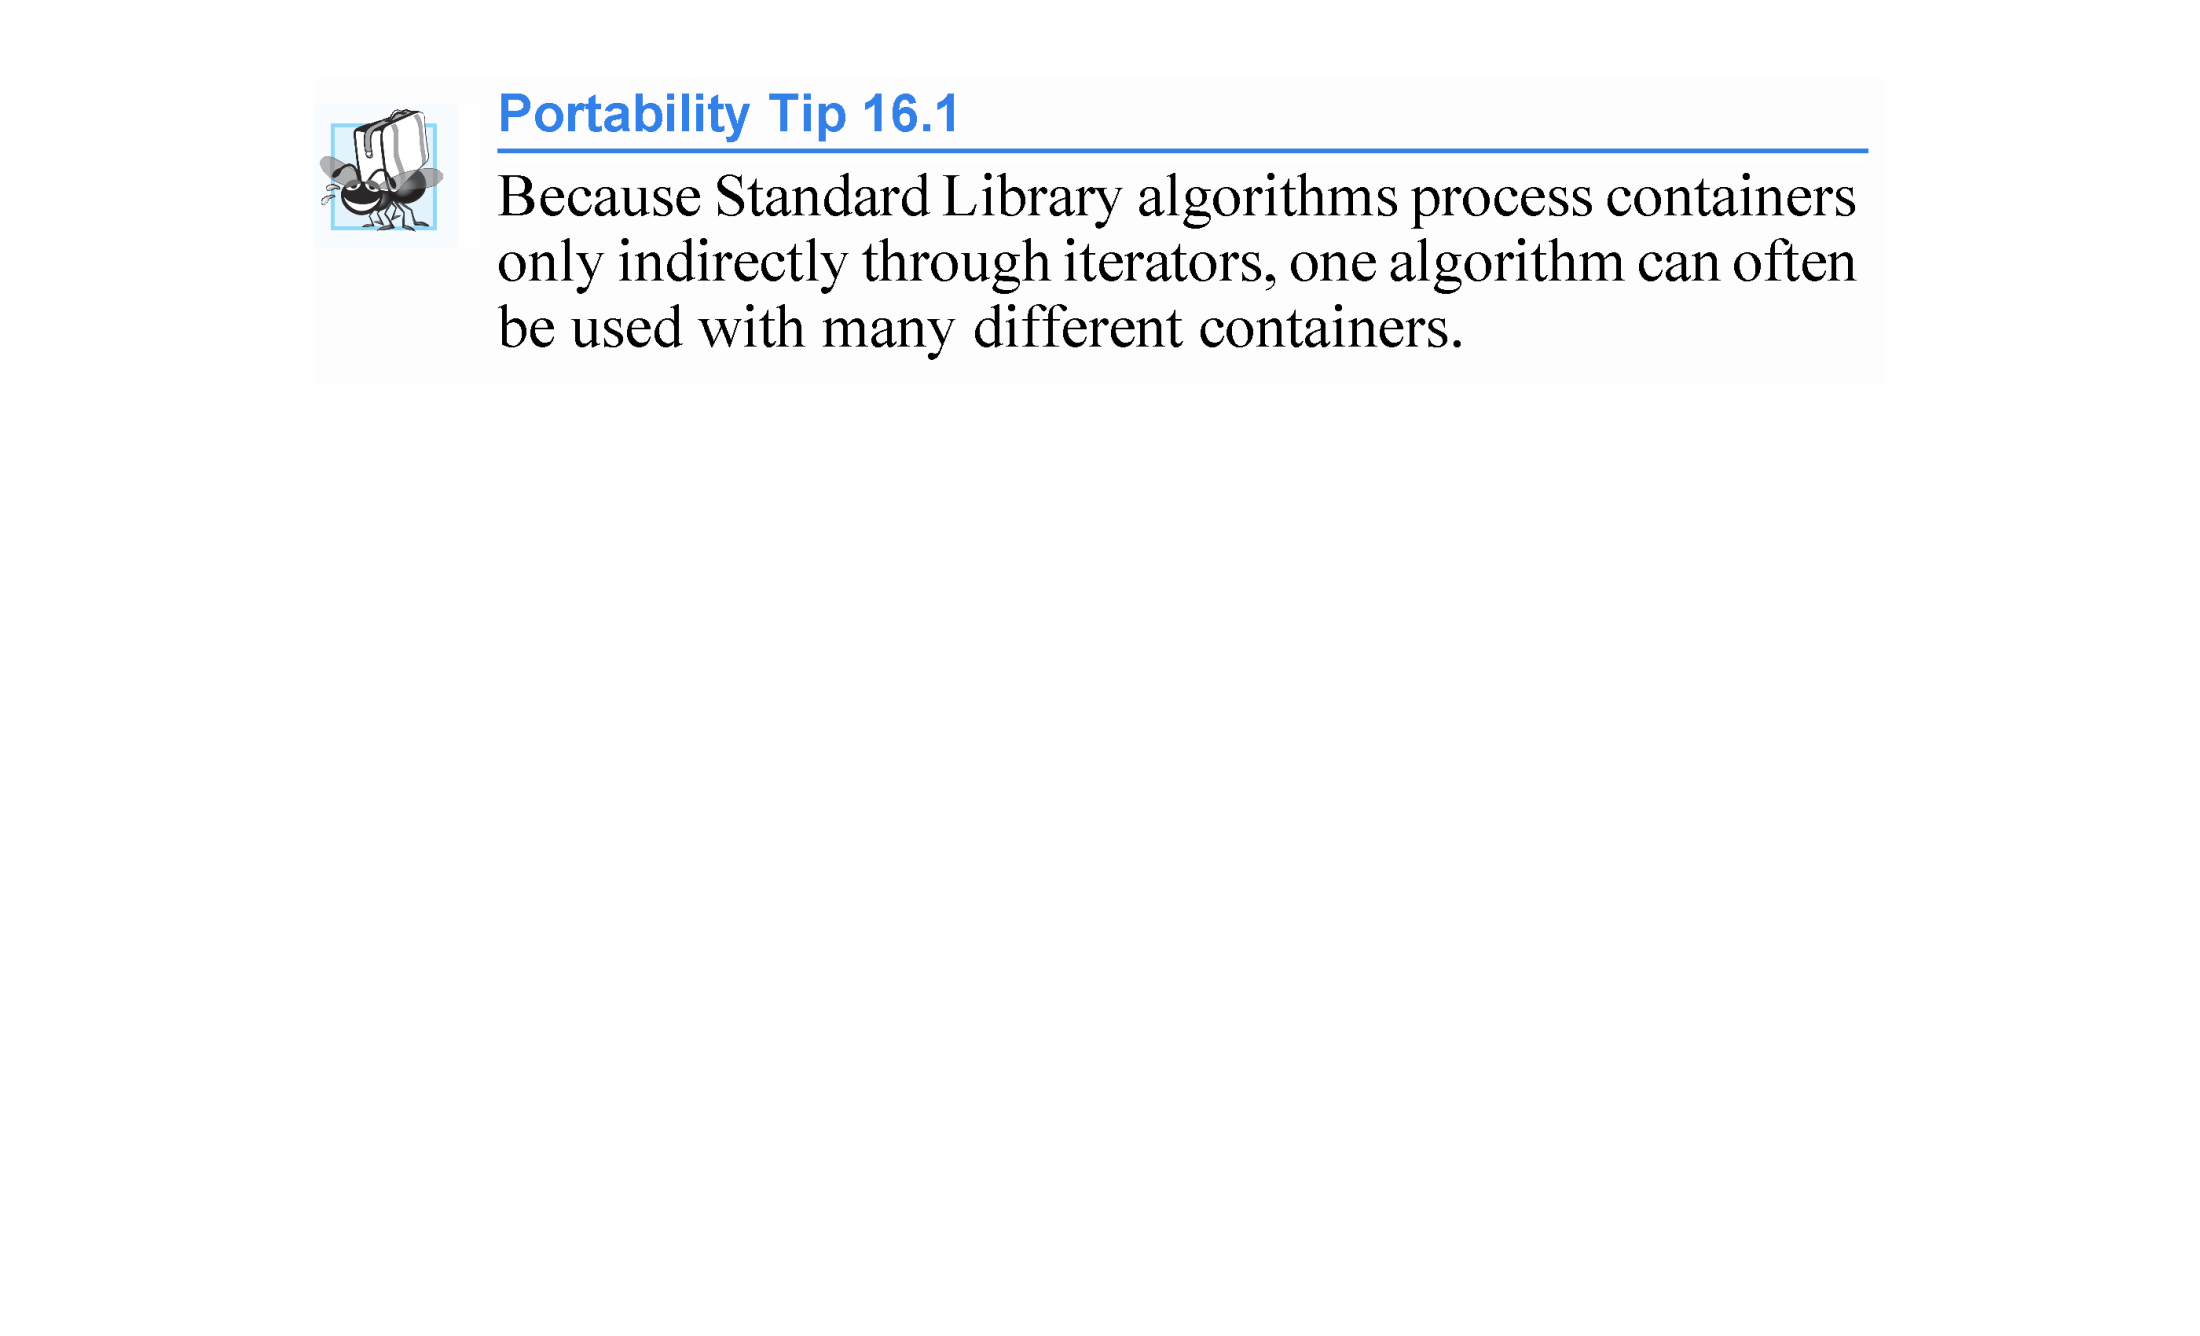 Portability Tip 16.1
Because Standard Library algorithms process containers
only indirectly through iterators, one algorithm can often
be used with many different containers.